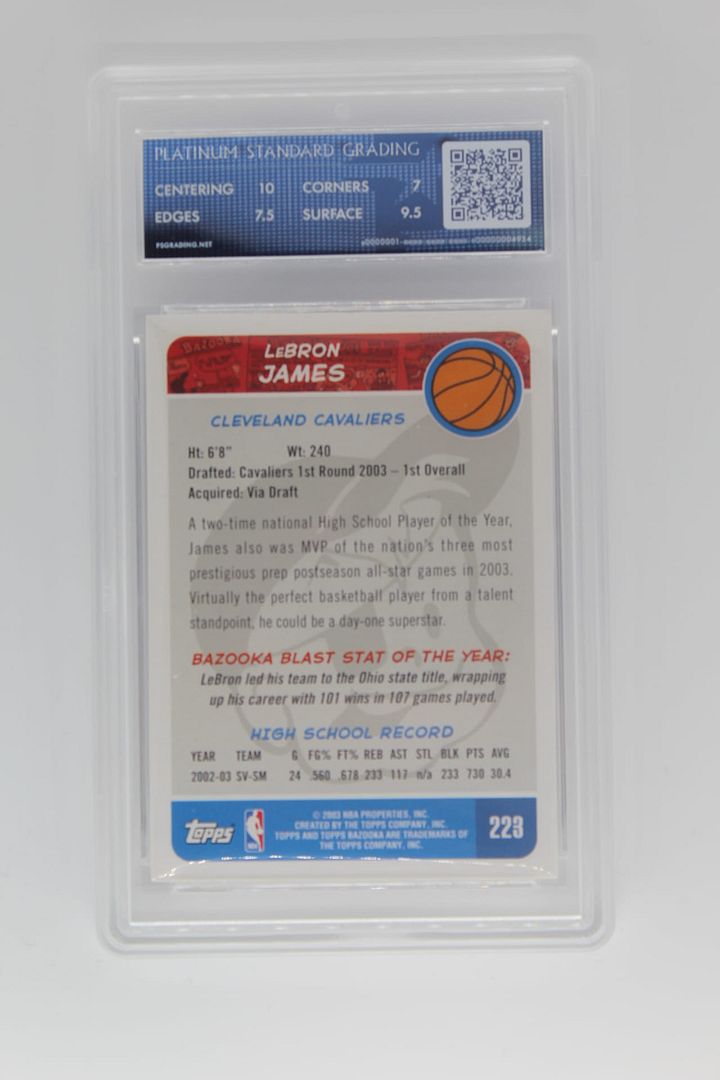 PLATINUM STANDARD GRADING
CENTERING 10 CORNERS 7
EDGES 7.5 SURFACE 9.5
PSGRADING.NET
BAZOOKA
LEBRON
JAMES
CLEVELAND CAVALIERS
Ht: 6'8" Wt: 240
Drafted: Cavaliers 1st Round 2003 – 1st Overall
Acquired: Via Draft
A two-time national High School Player of the Year,
James also was MVP of the nation's three most
prestigious prep postseason all-star games in 2003.
Virtually the perfect basketball player from a talent
standpoint, he could be a day-one superstar.
BAZOOKA BLAST STAT OF THE YEAR:
LeBron led his team to the Ohio state title, wrapping
up his career with 101 wins in 107 games played.
HIGH SCHOOL RECORD
YEAR TEAM G FG% FT% REB AST STL BLK PTS AVG
2002-03 SV-SM 24 .560 .678 233 117 n/a 233 730 30.4
Topps
© 2003 NBA PROPERTIES, INC.
CREATED BY THE TOPPS COMPANY, INC.
TOPPS AND TOPPS BAZOOKA ARE TRADEMARKS OF
THE TOPPS COMPANY, INC.
223